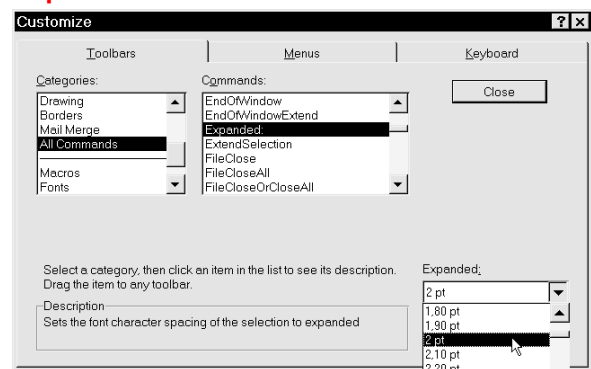 Customize
Toolbars
Menus
Keyboard
Categories:
Drawing
Borders
Mail Merge
All Commands
Macros
Fonts
Commands:
EndOfWindow
EndOfWindowExtend
Expanded:
ExtendSelection
FileClose
FileCloseAll
FileCloseOrCloseAll
Close
Select a category, then click an item in the list to see its description.
Drag the item to any toolbar.
Description
Sets the font character spacing of the selection to expanded
Expanded:
2 pt
1,80 pt
1,90 pt
2 pt
2,10 pt
2,20 pt